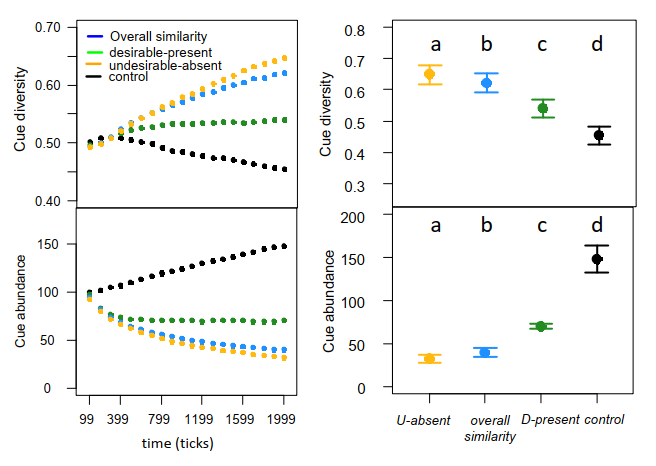 0.70
0.60
0.50
0.40
Cue diversity
Overall similarity
desirable-present
undesirable-absent
control
0.8
0.7
0.6
0.5
0.4
0.3
Cue diversity
a b c d
150
100
50
0
Cue abundance
99 399 799 1199 1599 1999
time (ticks)
200
150
100
50
0
Cue abundance
a b c d
U-absent overall D-present control
similarity